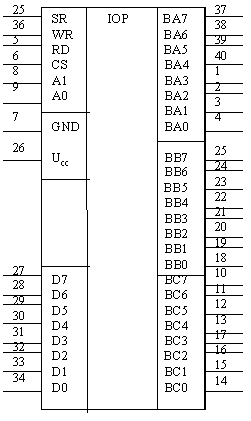 25 SR IOP BA7 37
36 WR BA6 38
5 RD BA5 39
6 CS BA4 40
8 A1 BA3 1
9 A0 BA2 2
BA1 3
7 GND BA0 4
26 Ucc BB7 25
BB6 24
BB5 23
BB4 22
BB3 21
BB2 20
BB1 19
BB0 18
27 D7 BC7 10
28 D6 BC6 11
29 D5 BC5 12
30 D4 BC4 13
31 D3 BC3 17
32 D2 BC2 16
33 D1 BC1 15
34 D0 BC0 14